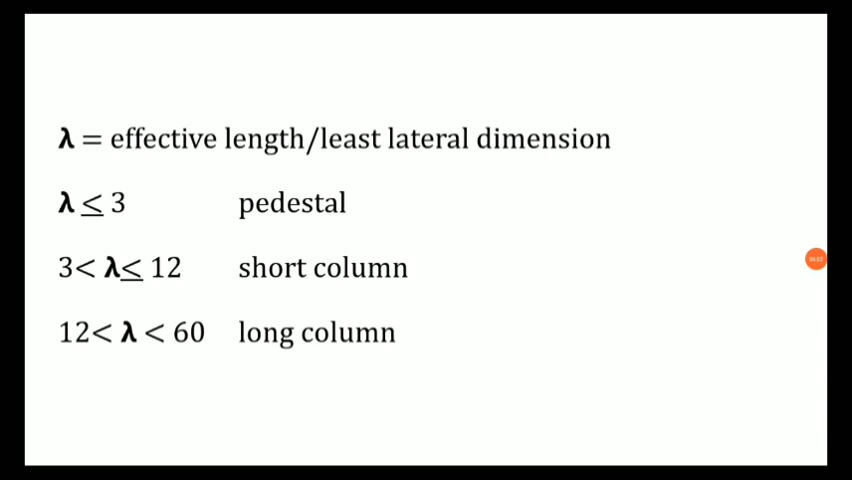 λ = effective length/least lateral dimension
λ ≤ 3 pedestal
3< λ≤ 12 short column
12< λ < 60 long column